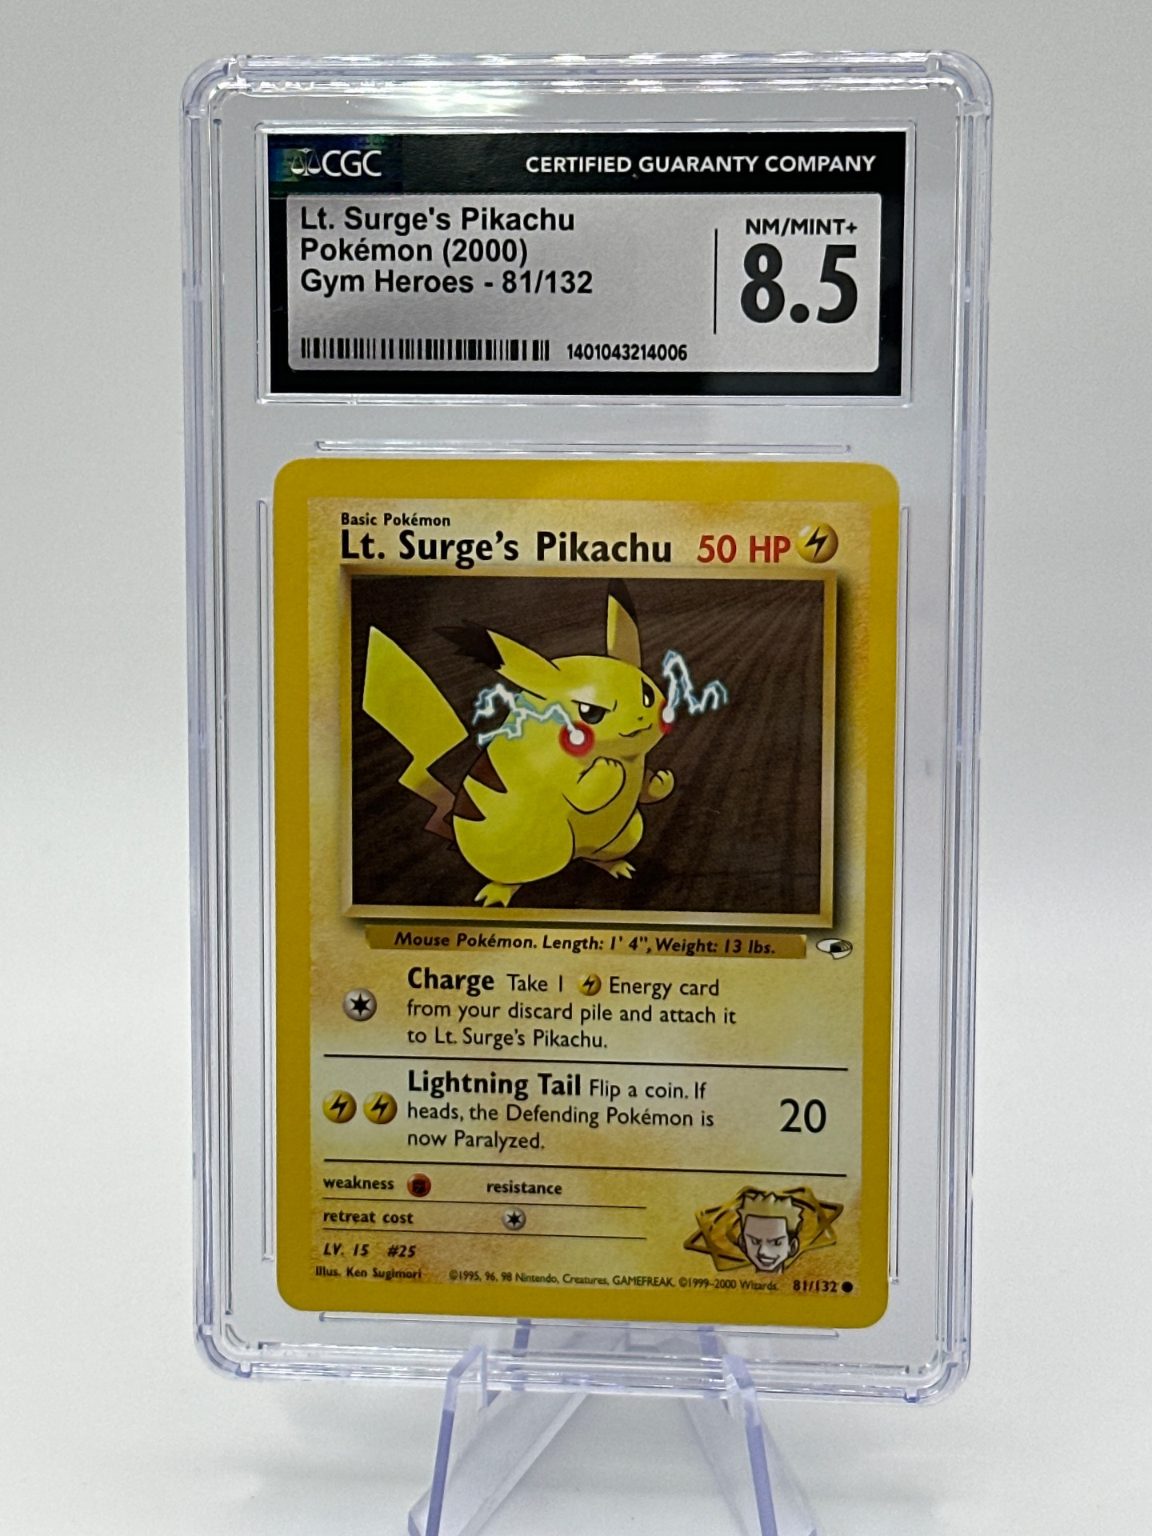 CGC
CERTIFIED GUARANTY COMPANY
Lt. Surge's Pikachu
Pokémon (2000)
Gym Heroes - 81/132
NM/MINT+
8.5
1401043214006
Basic Pokémon
Lt. Surge's Pikachu 50 HP
Mouse Pokémon. Length: 1' 4", Weight: 13 lbs.
Charge Take 1 Energy card
from your discard pile and attach it
to Lt. Surge's Pikachu.
Lightning Tail Flip a coin. If
heads, the Defending Pokémon is
now Paralyzed.
20
weakness resistance
retreat cost
LV. 15 #25
Illus. Ken Sugimori ©1995, 96, 98 Nintendo, Creatures, GAMEFREAK. ©1999-2000 Wizards. 81/132